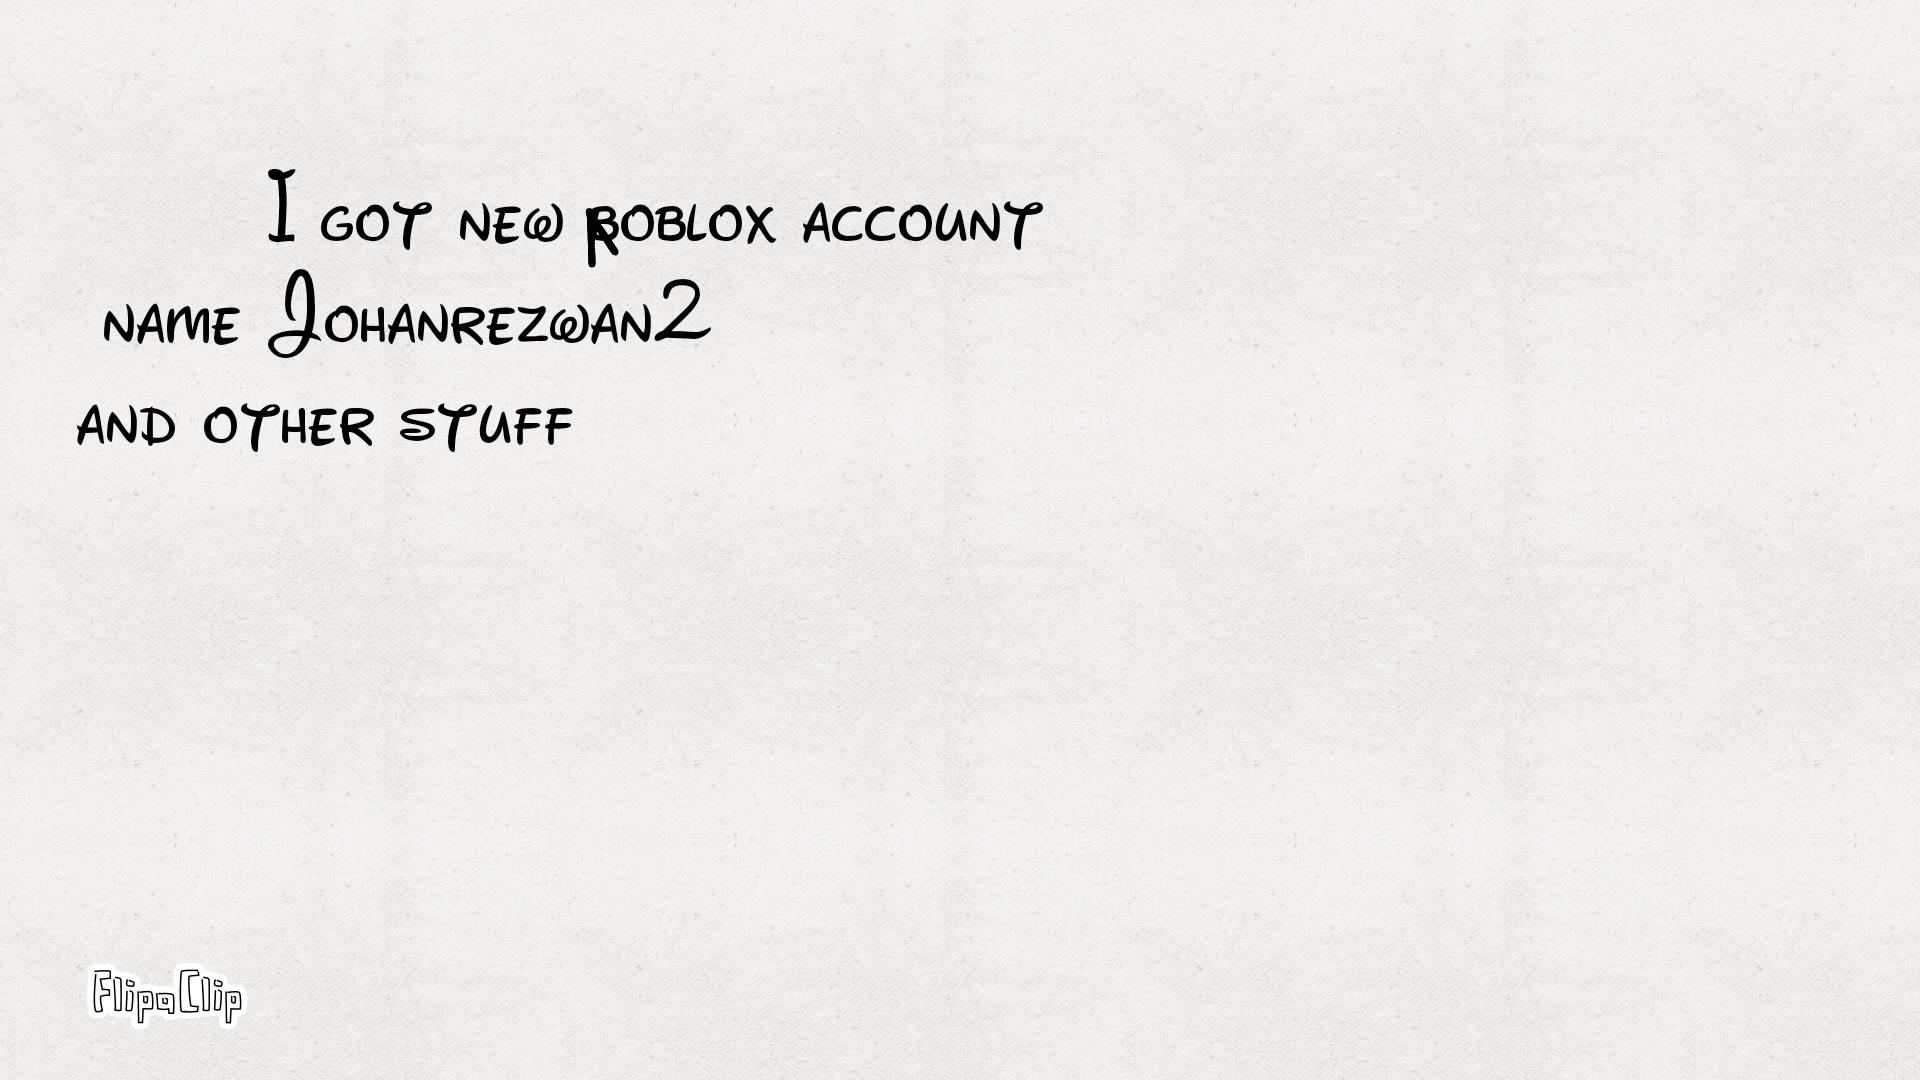 I got new Roblox account
name Johanrezwan2
and other stuff
FlipaClip